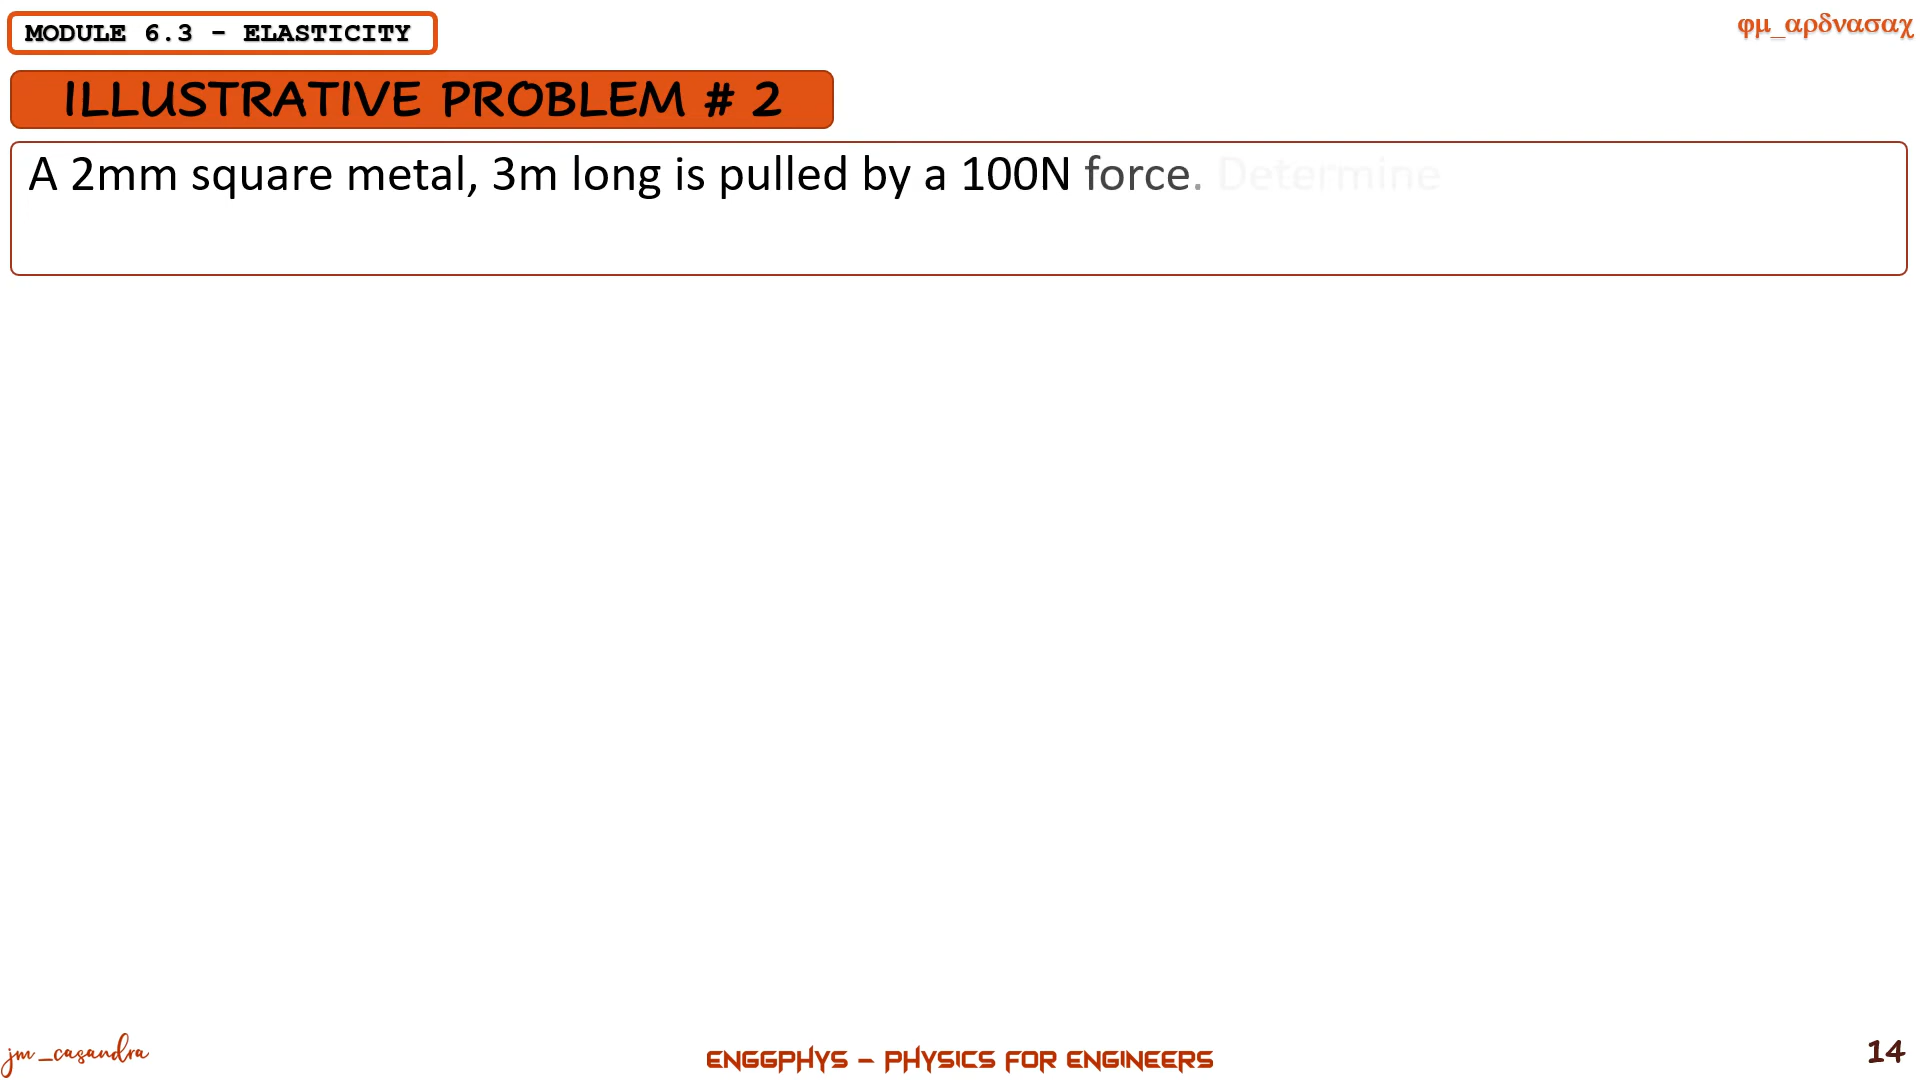 MODULE 6.3 - ELASTICITY
φμ_αρδνασαχ
ILLUSTRATIVE PROBLEM # 2
A 2mm square metal, 3m long is pulled by a 100N force. Determine
jm_casandra
ENGGPHYS - PHYSICS FOR ENGINEERS
14